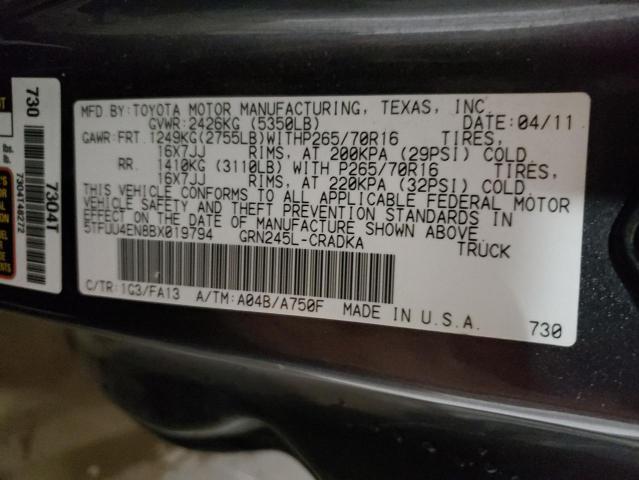 MFD BY:TOYOTA MOTOR MANUFACTURING, TEXAS, INC
GVWR:2426KG (5350LB) DATE: 04/11
GAWR:FRT. 1249KG(2755LB)WITHP265/70R16 TIRES,
16X7JJ RIMS, AT 200KPA (29PSI) COLD
RR. 1410KG (3110LB) WITH P265/70R16 TIRES,
16X7JJ RIMS, AT 220KPA (32PSI) COLD
THIS VEHICLE CONFORMS TO ALL APPLICABLE FEDERAL MOTOR
VEHICLE SAFETY AND THEFT PREVENTION STANDARDS IN
EFFECT ON THE DATE OF MANUFACTURE SHOWN ABOVE
5TFUU4EN8BX019794 GRN245L-CRADKA TRUCK
C/TR:1G3/FA13 A/TM:A04B/A750F MADE IN U.S.A.
730
730
7304T
7304T48272
lbs.
lb.